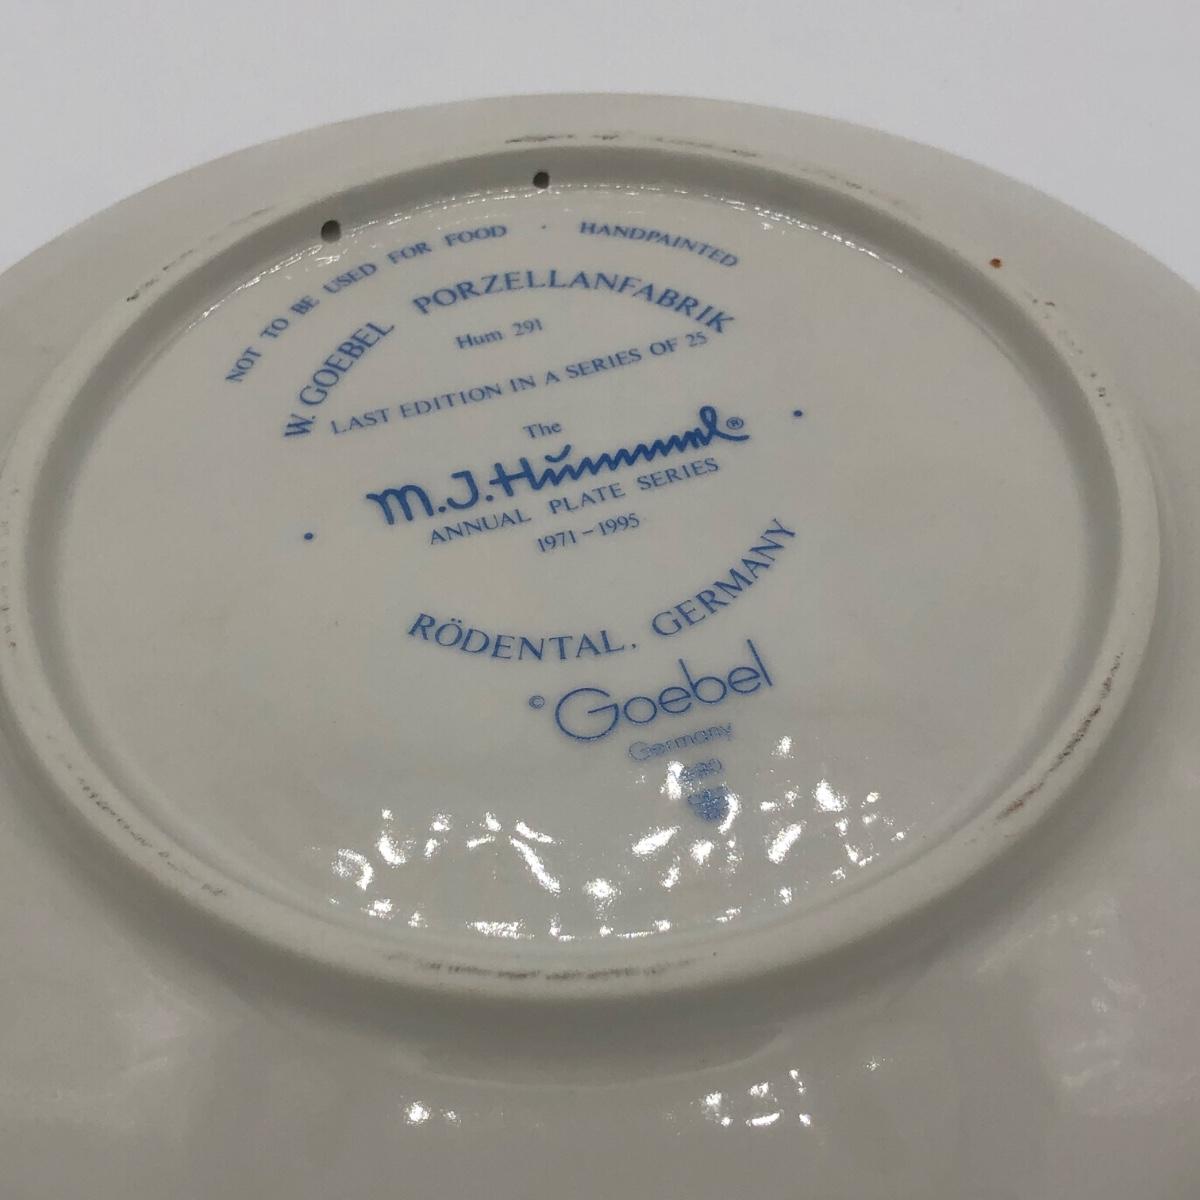 NOT TO BE USED FOR FOOD · HANDPAINTED
W. GOEBEL PORZELLANFABRIK
Hum 291
LAST EDITION IN A SERIES OF 25
The
M.J. Hummel®
ANNUAL PLATE SERIES
1971–1995
RÖDENTAL, GERMANY
© Goebel
Germany